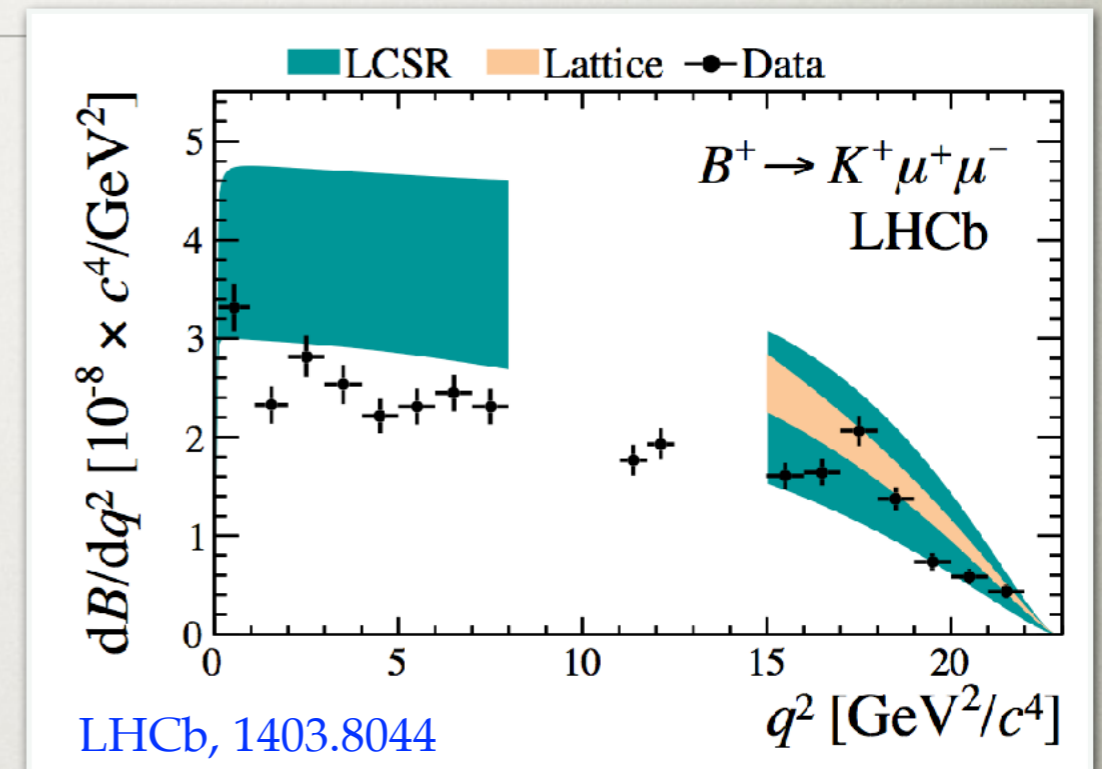 LCSR Lattice Data
dB/dq² [10⁻⁸ × c⁴/GeV²]
5
4
3
2
1
0
B⁺ → K⁺μ⁺μ⁻
LHCb
0 5 10 15 20
q² [GeV²/c⁴]
LHCb, 1403.8044